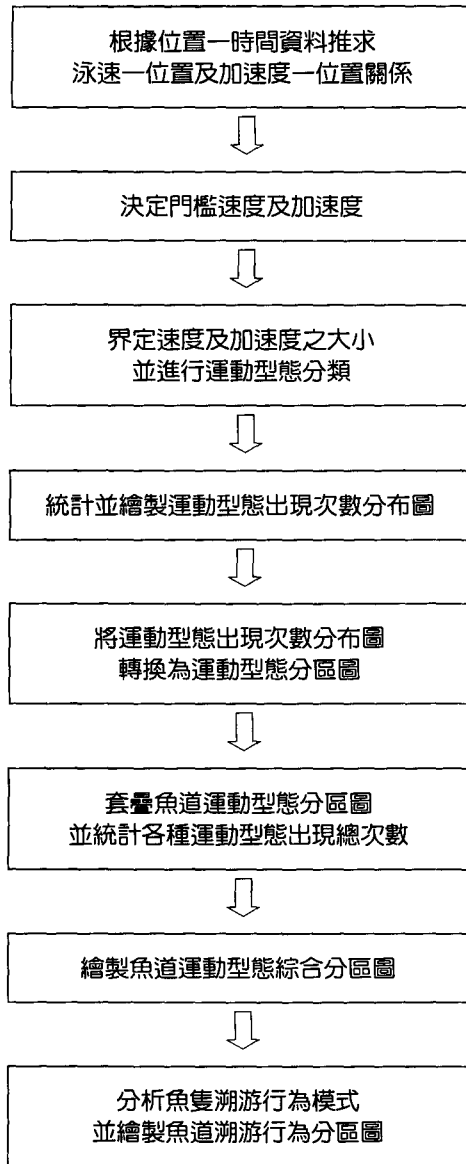 根據位置一時間資料推求
泳速一位置及加速度一位置關係
決定門檻速度及加速度
界定速度及加速度之大小
並進行運動型態分類
統計並繪製運動型態出現次數分布圖
將運動型態出現次數分布圖
轉換為運動型態分區圖
套疊魚道運動型態分區圖
並統計各種運動型態出現總次數
繪製魚道運動型態綜合分區圖
分析魚隻溯游行為模式
並繪製魚道溯游行為分區圖